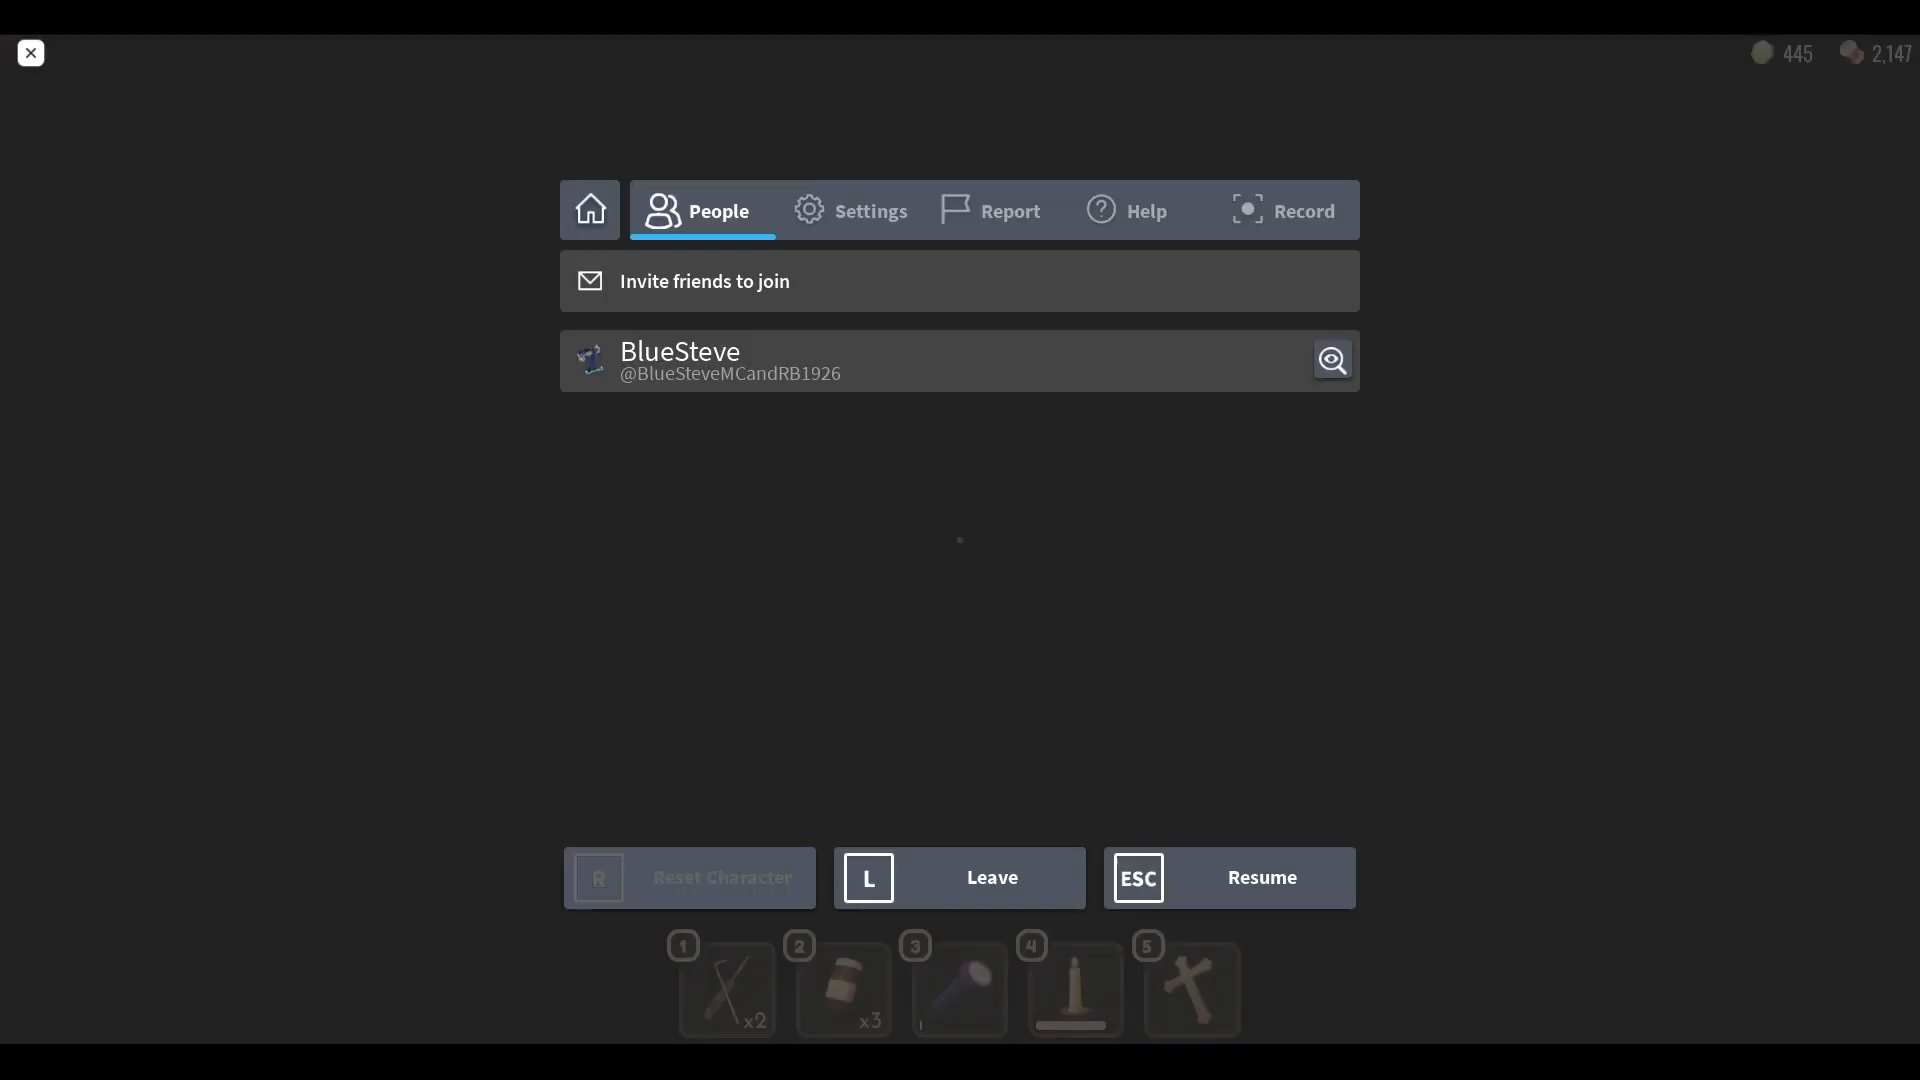 445 2,147
People Settings Report Help Record
Invite friends to join
BlueSteve
@BlueSteveMCandRB1926
R Reset Character L Leave ESC Resume
1 2 3 4 5
x2 x3